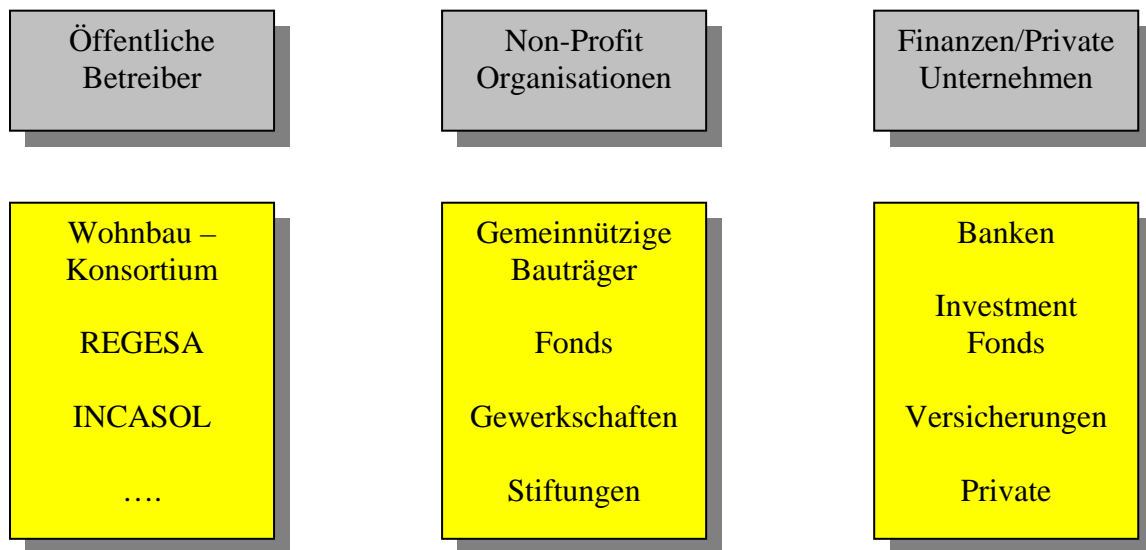 Öffentliche
Betreiber
Non-Profit
Organisationen
Finanzen/Private
Unternehmen
Wohnbau –
Konsortium
REGESA
INCASOL
….
Gemeinnützige
Bauträger
Fonds
Gewerkschaften
Stiftungen
Banken
Investment
Fonds
Versicherungen
Private